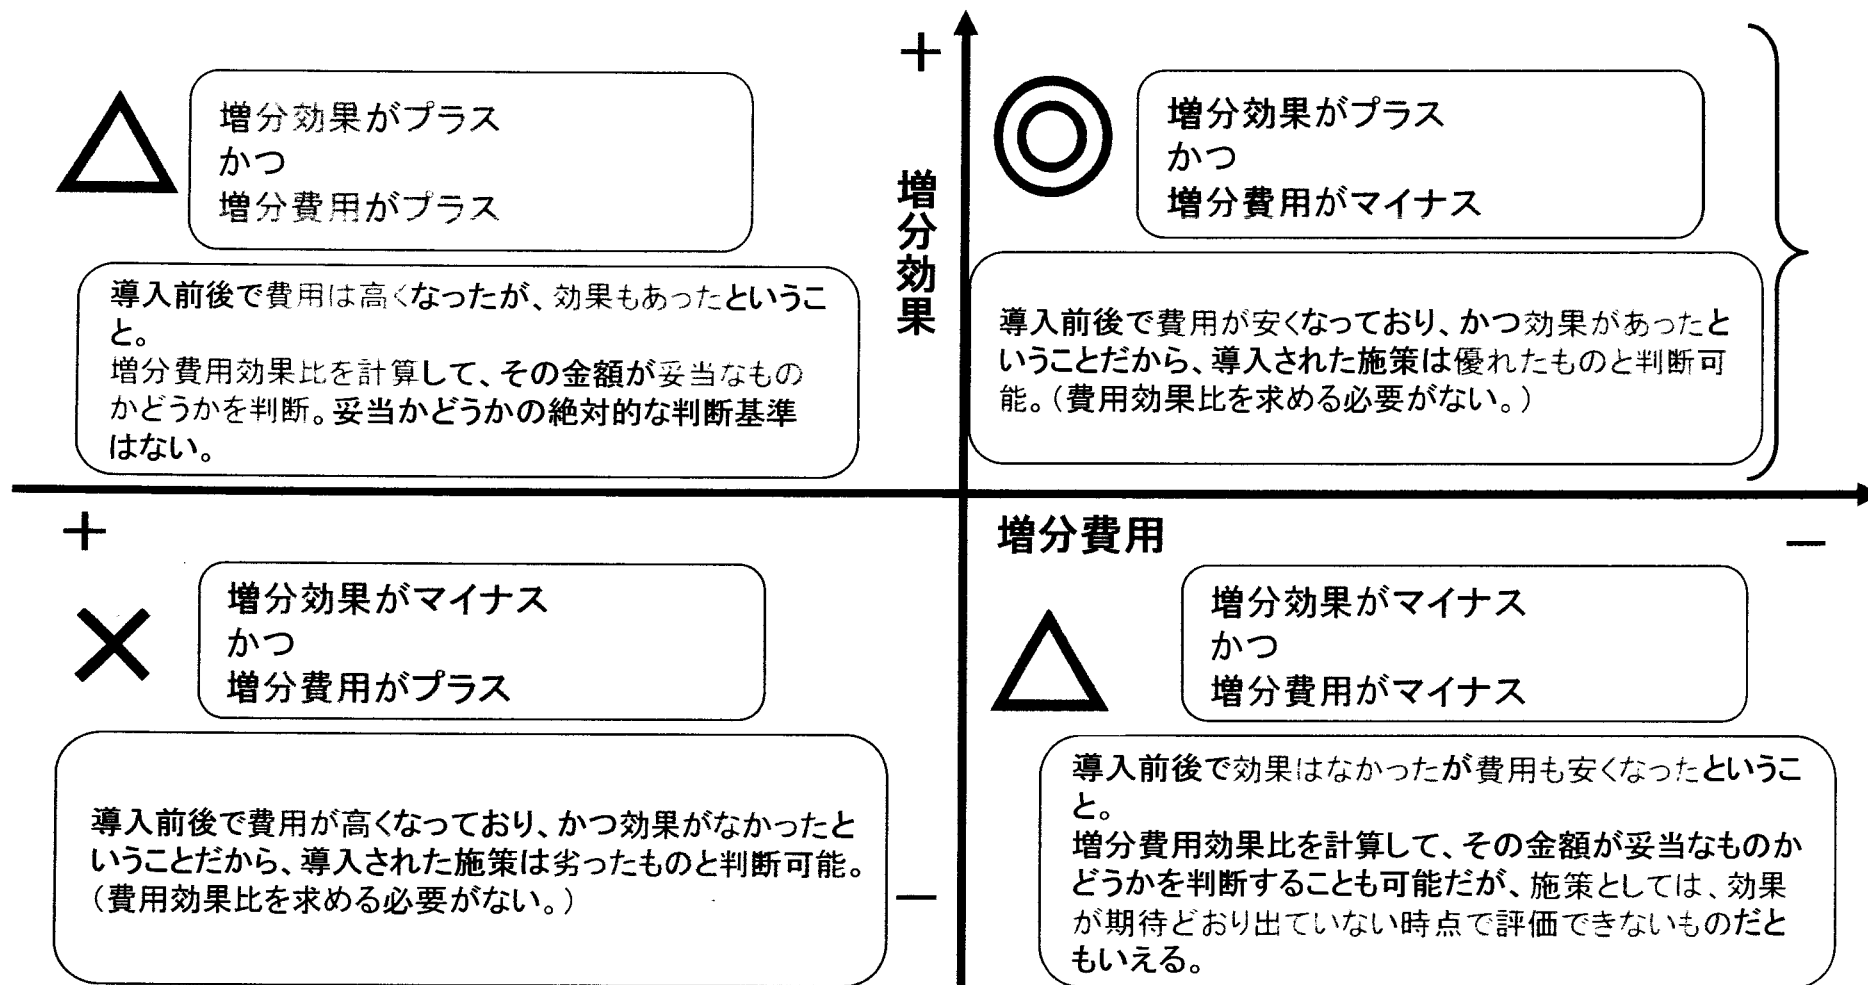 ＋
増分効果がプラス
かつ
増分費用がプラス
導入前後で費用は高くなったが、効果もあったというこ
と。
増分費用効果比を計算して、その金額が妥当なもの
かどうかを判断。妥当かどうかの絶対的な判断基準
はない。
増分効果
増分効果がプラス
かつ
増分費用がマイナス
導入前後で費用が安くなっており、かつ効果があったと
いうことだから、導入された施策は優れたものと判断可
能。（費用効果比を求める必要がない。）
＋
増分費用
－
増分効果がマイナス
かつ
増分費用がプラス
導入前後で費用が高くなっており、かつ効果がなかったと
いうことだから、導入された施策は劣ったものと判断可能。
（費用効果比を求める必要がない。）
－
増分効果がマイナス
かつ
増分費用がマイナス
導入前後で効果はなかったが費用も安くなったというこ
と。
増分費用効果比を計算して、その金額が妥当なものか
どうかを判断することも可能だが、施策としては、効果
が期待どおり出ていない時点で評価できないものだと
もいえる。